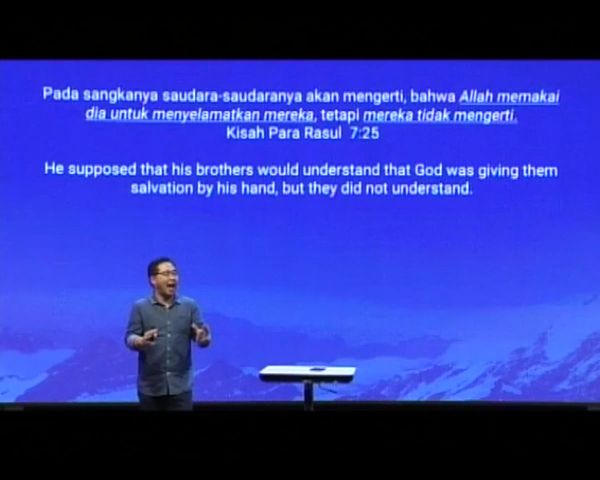 Pada sangkanya saudara-saudaranya akan mengerti, bahwa Allah memakai
dia untuk menyelamatkan mereka, tetapi mereka tidak mengerti.
Kisah Para Rasul 7:25
He supposed that his brothers would understand that God was giving them
salvation by his hand, but they did not understand.